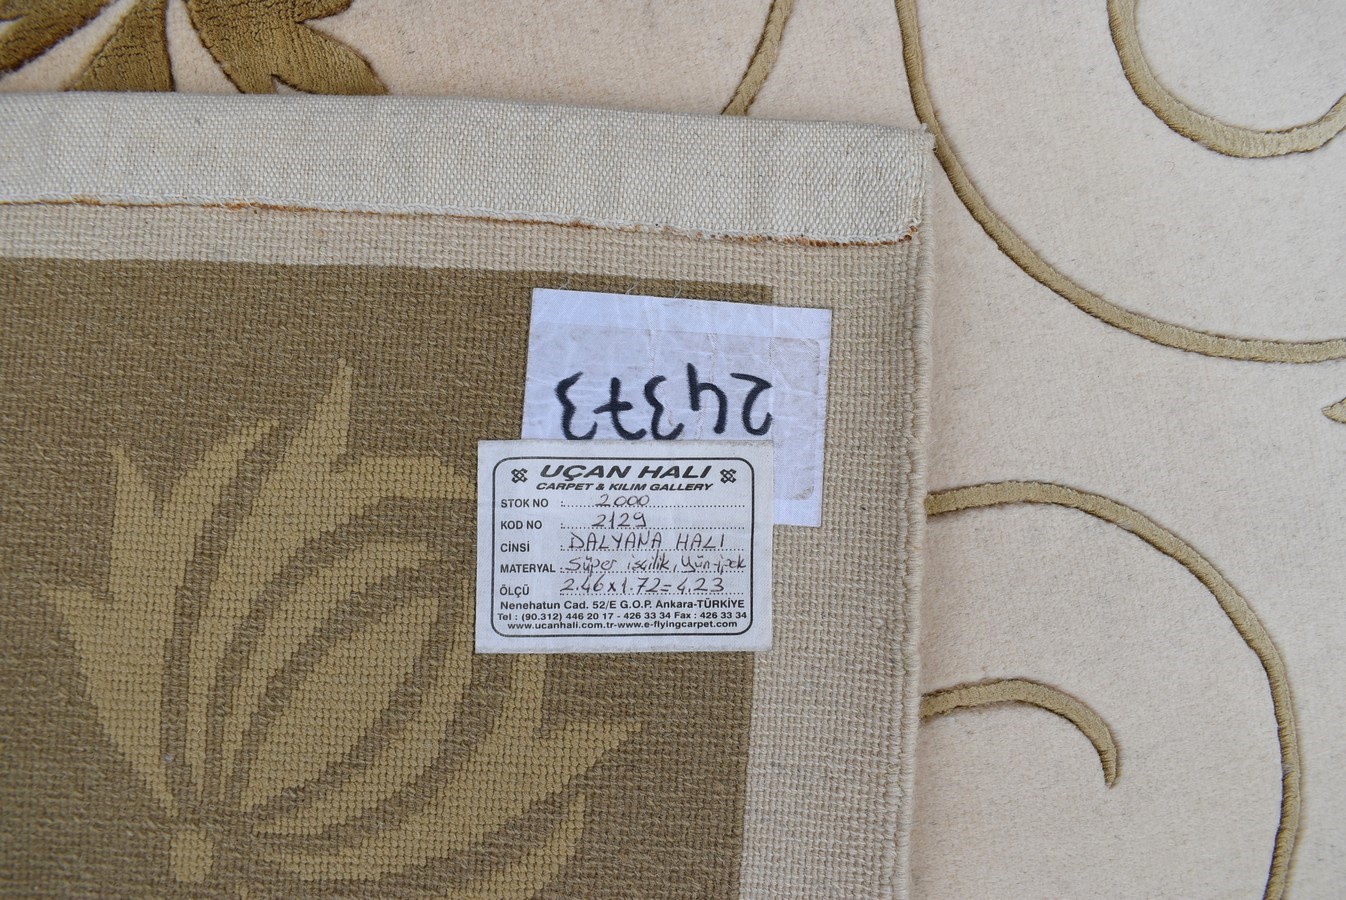 24373
UÇAN HALI
CARPET & KILIM GALLERY
STOK NO : 2000
KOD NO : 2129
CİNSİ : DALYANA HALI
MATERYAL : Süper işçilik, Yün-ipek
ÖLÇÜ : 2.46x1.72=4.23
Nenehatun Cad. 52/E G.O.P. Ankara-TÜRKİYE
Tel : (90.312) 446 20 17 - 426 33 34 Fax : 426 33 34
www.ucanhali.com.tr-www.e-flyingcarpet.com